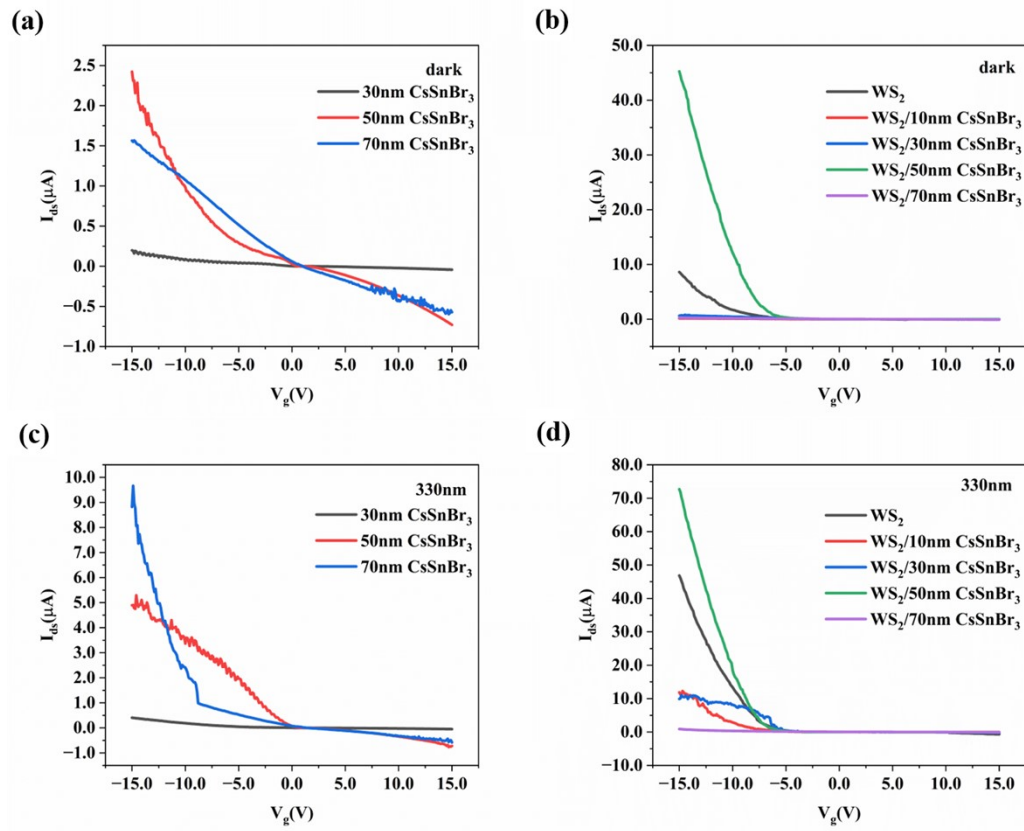 (a)
dark
30nm CsSnBr₃
50nm CsSnBr₃
70nm CsSnBr₃
2.5
2.0
1.5
1.0
0.5
0.0
−0.5
−1.0
I_ds(μA)
−15.0 −10.0 −5.0 0.0 5.0 10.0 15.0
V_g(V)
(b)
dark
WS₂
WS₂/10nm CsSnBr₃
WS₂/30nm CsSnBr₃
WS₂/50nm CsSnBr₃
WS₂/70nm CsSnBr₃
50.0
40.0
30.0
20.0
10.0
0.0
I_ds(μA)
−15.0 −10.0 −5.0 0.0 5.0 10.0 15.0
V_g(V)
(c)
330nm
30nm CsSnBr₃
50nm CsSnBr₃
70nm CsSnBr₃
10.0
9.0
8.0
7.0
6.0
5.0
4.0
3.0
2.0
1.0
0.0
−1.0
I_ds(μA)
−15.0 −10.0 −5.0 0.0 5.0 10.0 15.0
V_g(V)
(d)
330nm
WS₂
WS₂/10nm CsSnBr₃
WS₂/30nm CsSnBr₃
WS₂/50nm CsSnBr₃
WS₂/70nm CsSnBr₃
80.0
70.0
60.0
50.0
40.0
30.0
20.0
10.0
0.0
−10.0
I_ds(μA)
−15.0 −10.0 −5.0 0.0 5.0 10.0 15.0
V_g(V)